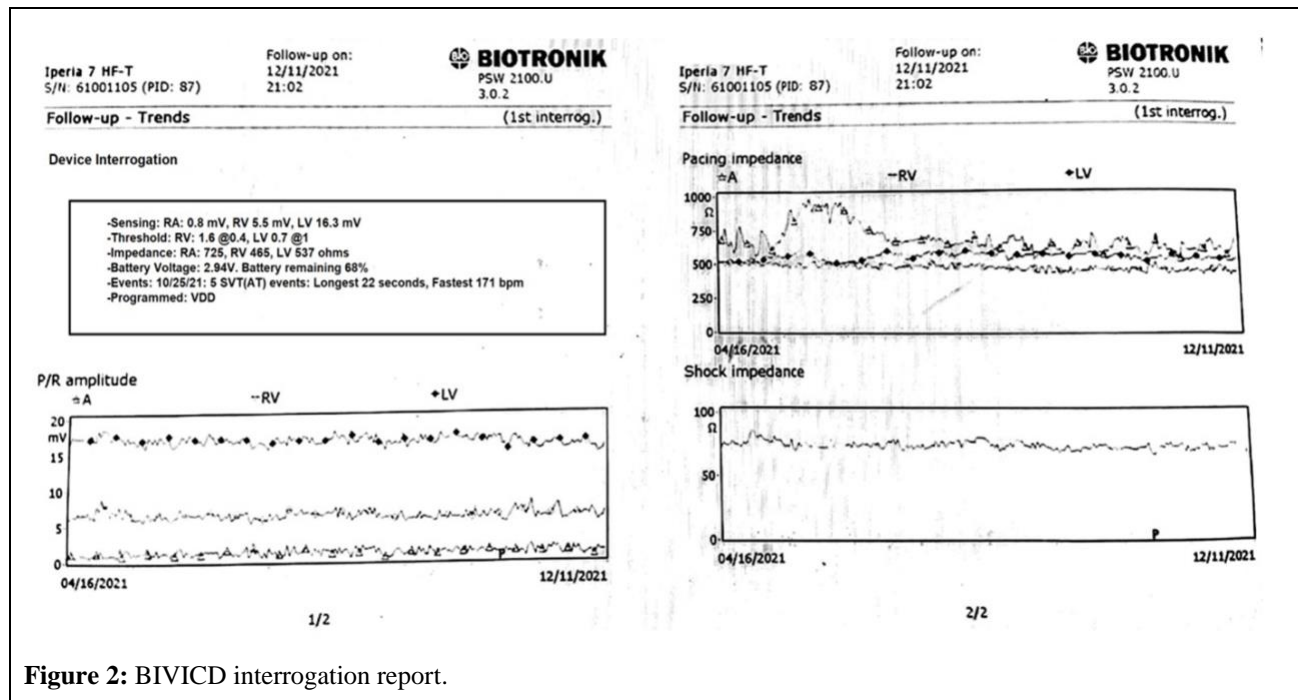 Iperia 7 HF-T
S/N: 61001105 (PID: 87)
Follow-up on:
12/11/2021
21:02
BIO BIOTRONIK
PSW 2100.U
3.0.2
Follow-up - Trends (1st interrog.)
Device Interrogation
-Sensing: RA: 0.8 mV, RV 5.5 mV, LV 16.3 mV
-Threshold: RV: 1.6 @0.4, LV 0.7 @1
-Impedance: RA: 725, RV 465, LV 537 ohms
-Battery Voltage: 2.94V. Battery remaining 68%
-Events: 10/25/21: 5 SVT(AT) events: Longest 22 seconds, Fastest 171 bpm
-Programmed: VDD
P/R amplitude
A --RV LV
20
mV
15
10
5
0
P
04/16/2021 12/11/2021
1/2
Iperia 7 HF-T
S/N: 61001105 (PID: 87)
Follow-up on:
12/11/2021
21:02
BIO BIOTRONIK
PSW 2100.U
3.0.2
Follow-up - Trends (1st interrog.)
Pacing impedance
A --RV LV
1000
Ω
750
500
250
0
04/16/2021 12/11/2021
Shock impedance
100
Ω
50
0
P
04/16/2021 12/11/2021
2/2
Figure 2: BIVICD interrogation report.